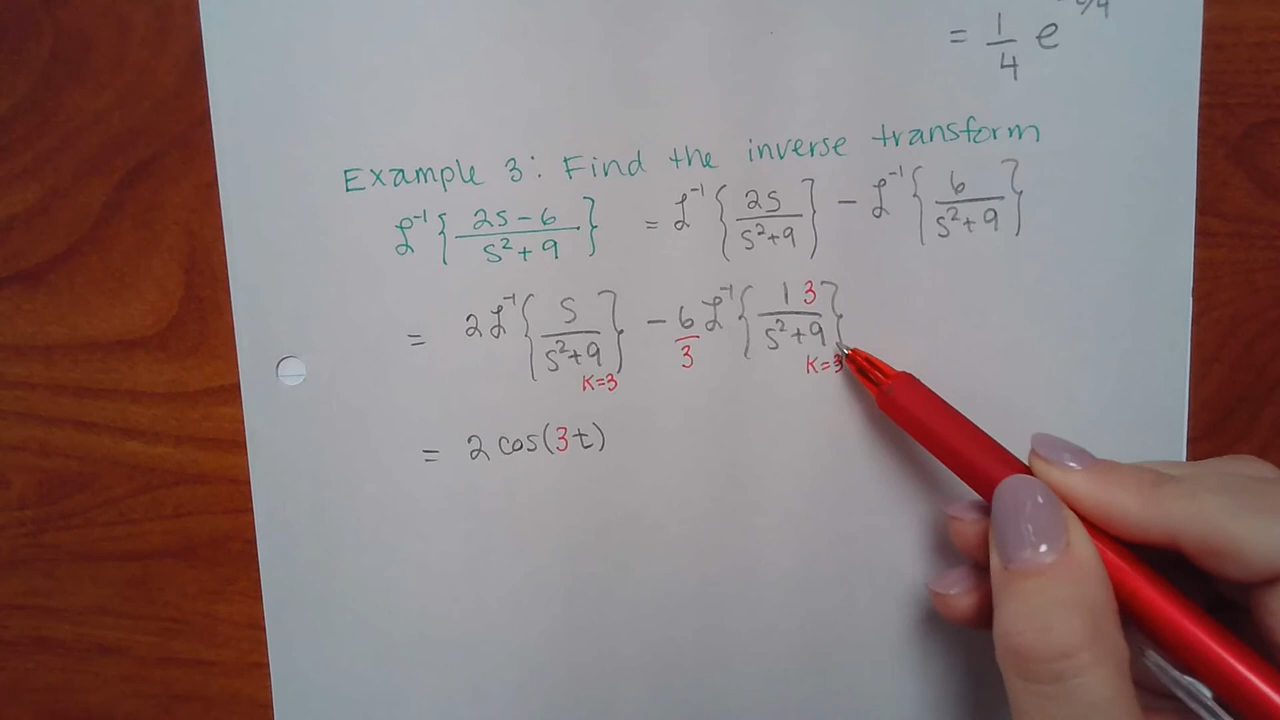 = 1/4 e
Example 3: Find the inverse transform
ℒ⁻¹{(2s-6)/(s²+9)} = ℒ⁻¹{2s/(s²+9)} - ℒ⁻¹{6/(s²+9)}
= 2ℒ⁻¹{s/(s²+9)} - 6/3 ℒ⁻¹{1 3/(s²+9)}
K=3 K=3
= 2 cos(3t)